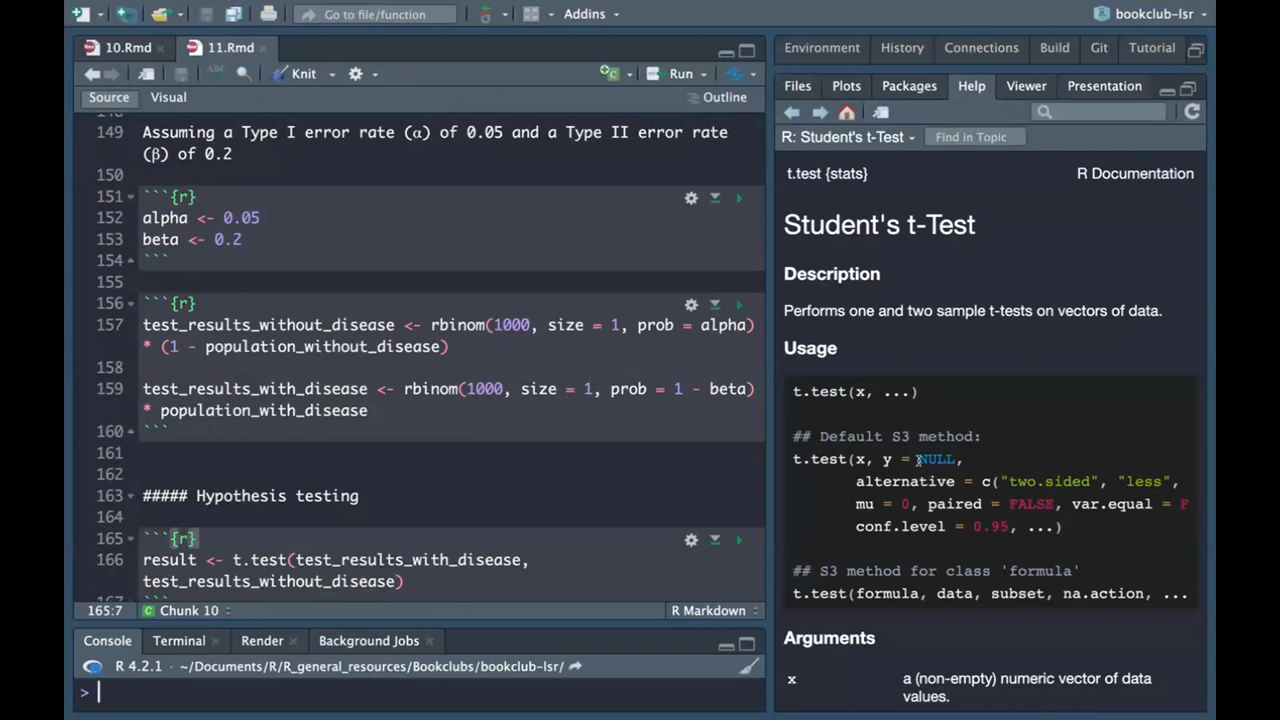 Go to file/function
Addins
bookclub-lsr
10.Rmd
11.Rmd
ABC
Knit
Run
Source
Visual
Outline
149 Assuming a Type I error rate (α) of 0.05 and a Type II error rate
(β) of 0.2
150
151 ```{r}
152 alpha <- 0.05
153 beta <- 0.2
154 ```
155
156 ```{r}
157 test_results_without_disease <- rbinom(1000, size = 1, prob = alpha)
* (1 - population_without_disease)
158
159 test_results_with_disease <- rbinom(1000, size = 1, prob = 1 - beta)
* population_with_disease
160 ```
161
162
163 ##### Hypothesis testing
164
165 ```{r}
166 result <- t.test(test_results_with_disease,
test_results_without_disease)
165:7
Chunk 10
R Markdown
Console
Terminal
Render
Background Jobs
R 4.2.1 · ~/Documents/R/R_general_resources/Bookclubs/bookclub-lsr/
>
Environment
History
Connections
Build
Git
Tutorial
Files
Plots
Packages
Help
Viewer
Presentation
R: Student's t-Test
Find in Topic
t.test {stats}
R Documentation
Student's t-Test
Description
Performs one and two sample t-tests on vectors of data.
Usage
t.test(x, ...)
## Default S3 method:
t.test(x, y = NULL,
alternative = c("two.sided", "less",
mu = 0, paired = FALSE, var.equal = F
conf.level = 0.95, ...)
## S3 method for class 'formula'
t.test(formula, data, subset, na.action, ...
Arguments
x a (non-empty) numeric vector of data
values.